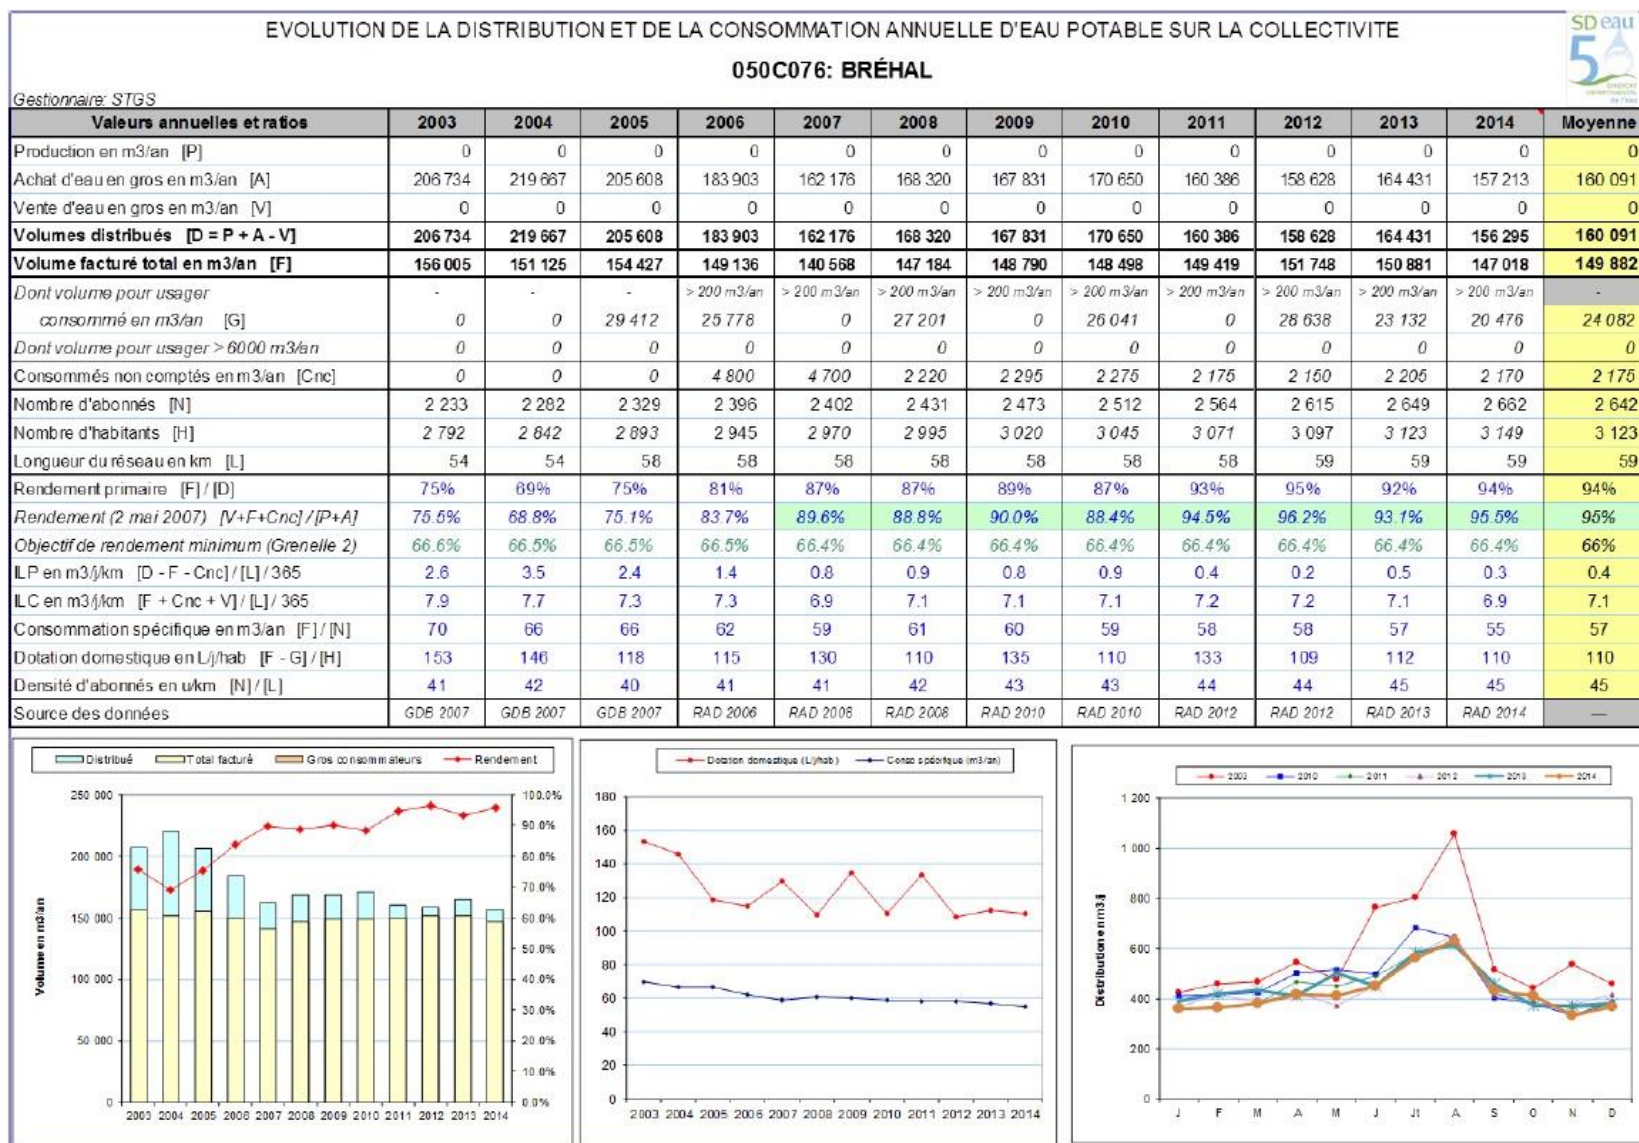 EVOLUTION DE LA DISTRIBUTION ET DE LA CONSOMMATION ANNUELLE D'EAU POTABLE SUR LA COLLECTIVITE
SDeau
50
050C076: BRÉHAL
SYNDICAT
DEPARTEMENTAL
de l'eau
Gestionnaire: STGS
Valeurs annuelles et ratios 2003 2004 2005 2006 2007 2008 2009 2010 2011 2012 2013 2014 Moyenne
Production en m3/an [P] 0 0 0 0 0 0 0 0 0 0 0 0 0
Achat d'eau en gros en m3/an [A] 206 734 219 667 205 608 183 903 162 176 168 320 167 831 170 650 160 386 158 628 164 431 157 213 160 091
Vente d'eau en gros en m3/an [V] 0 0 0 0 0 0 0 0 0 0 0 0 0
Volumes distribués [D = P + A - V] 206 734 219 667 205 608 183 903 162 176 168 320 167 831 170 650 160 386 158 628 164 431 156 295 160 091
Volume facturé total en m3/an [F] 156 005 151 125 154 427 149 136 140 568 147 184 148 790 148 498 149 419 151 748 150 881 147 018 149 882
Dont volume pour usager - - - > 200 m3/an > 200 m3/an > 200 m3/an > 200 m3/an > 200 m3/an > 200 m3/an > 200 m3/an > 200 m3/an > 200 m3/an -
consommé en m3/an [G] 0 0 29 412 25 778 0 27 201 0 26 041 0 28 638 23 132 20 476 24 082
Dont volume pour usager > 6000 m3/an 0 0 0 0 0 0 0 0 0 0 0 0 0
Consommés non comptés en m3/an [Cnc] 0 0 0 4 800 4 700 2 220 2 295 2 275 2 175 2 150 2 205 2 170 2 175
Nombre d'abonnés [N] 2 233 2 282 2 329 2 396 2 402 2 431 2 473 2 512 2 564 2 615 2 649 2 662 2 642
Nombre d'habitants [H] 2 792 2 842 2 893 2 945 2 970 2 995 3 020 3 045 3 071 3 097 3 123 3 149 3 123
Longueur du réseau en km [L] 54 54 58 58 58 58 58 58 58 59 59 59 59
Rendement primaire [F] / [D] 75% 69% 75% 81% 87% 87% 89% 87% 93% 95% 92% 94% 94%
Rendement (2 mai 2007) [V+F+Cnc] / [P+A] 75.5% 68.8% 75.1% 83.7% 89.6% 88.8% 90.0% 88.4% 94.5% 96.2% 93.1% 95.5% 95%
Objectif de rendement minimum (Grenelle 2) 66.6% 66.5% 66.5% 66.5% 66.4% 66.4% 66.4% 66.4% 66.4% 66.4% 66.4% 66.4% 66%
ILP en m3/j/km [D - F - Cnc] / [L] / 365 2.6 3.5 2.4 1.4 0.8 0.9 0.8 0.9 0.4 0.2 0.5 0.3 0.4
ILC en m3/j/km [F + Cnc + V] / [L] / 365 7.9 7.7 7.3 7.3 6.9 7.1 7.1 7.1 7.2 7.2 7.1 6.9 7.1
Consommation spécifique en m3/an [F] / [N] 70 66 66 62 59 61 60 59 58 58 57 55 57
Dotation domestique en L/j/hab [F - G] / [H] 153 146 118 115 130 110 135 110 133 109 112 110 110
Densité d'abonnés en u/km [N] / [L] 41 42 40 41 41 42 43 43 44 44 45 45 45
Source des données GDB 2007 GDB 2007 GDB 2007 RAD 2006 RAD 2008 RAD 2008 RAD 2010 RAD 2010 RAD 2012 RAD 2012 RAD 2013 RAD 2014 —
Distribué Total facturé Gros consommateurs Rendement
Volume en m3/an
250 000
200 000
150 000
100 000
50 000
0
100.0%
90.0%
80.0%
70.0%
60.0%
50.0%
40.0%
30.0%
20.0%
10.0%
0.0%
2003 2004 2005 2006 2007 2008 2009 2010 2011 2012 2013 2014
Dotation domestique (L/j/hab) Conso spécifique (m3/an)
180
160
140
120
100
80
60
40
20
0
2003 2004 2005 2006 2007 2008 2009 2010 2011 2012 2013 2014
2003 2010 2011 2012 2013 2014
Distribution en m3/j
1 200
1 000
800
600
400
200
0
J F M A M J Jt A S O N D